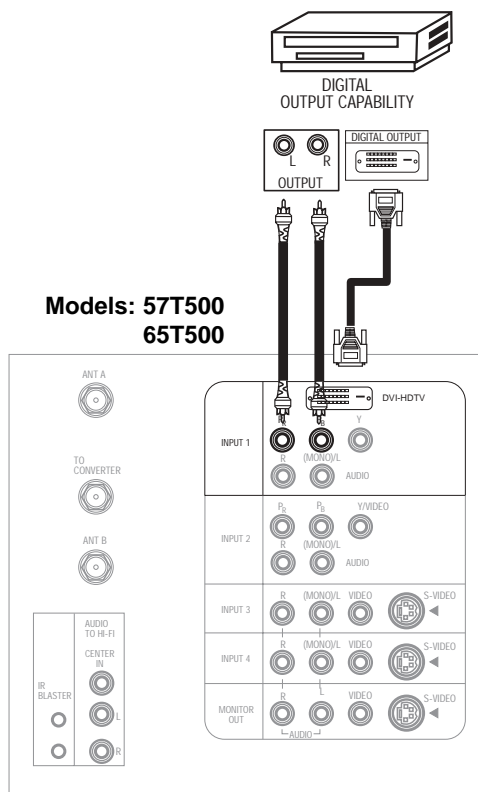 DIGITAL
OUTPUT CAPABILITY
L R
OUTPUT
DIGITAL OUTPUT
Models: 57T500
65T500
ANT A
TO
CONVERTER
ANT B
DVI-HDTV
INPUT 1
PR PB Y
R (MONO)/L AUDIO
INPUT 2
PR PB Y/VIDEO
R (MONO)/L AUDIO
INPUT 3
R (MONO)/L VIDEO S-VIDEO
INPUT 4
R (MONO)/L VIDEO S-VIDEO
MONITOR
OUT
R L VIDEO S-VIDEO
AUDIO
IR
BLASTER
AUDIO
TO HI-FI
CENTER
IN
L
R